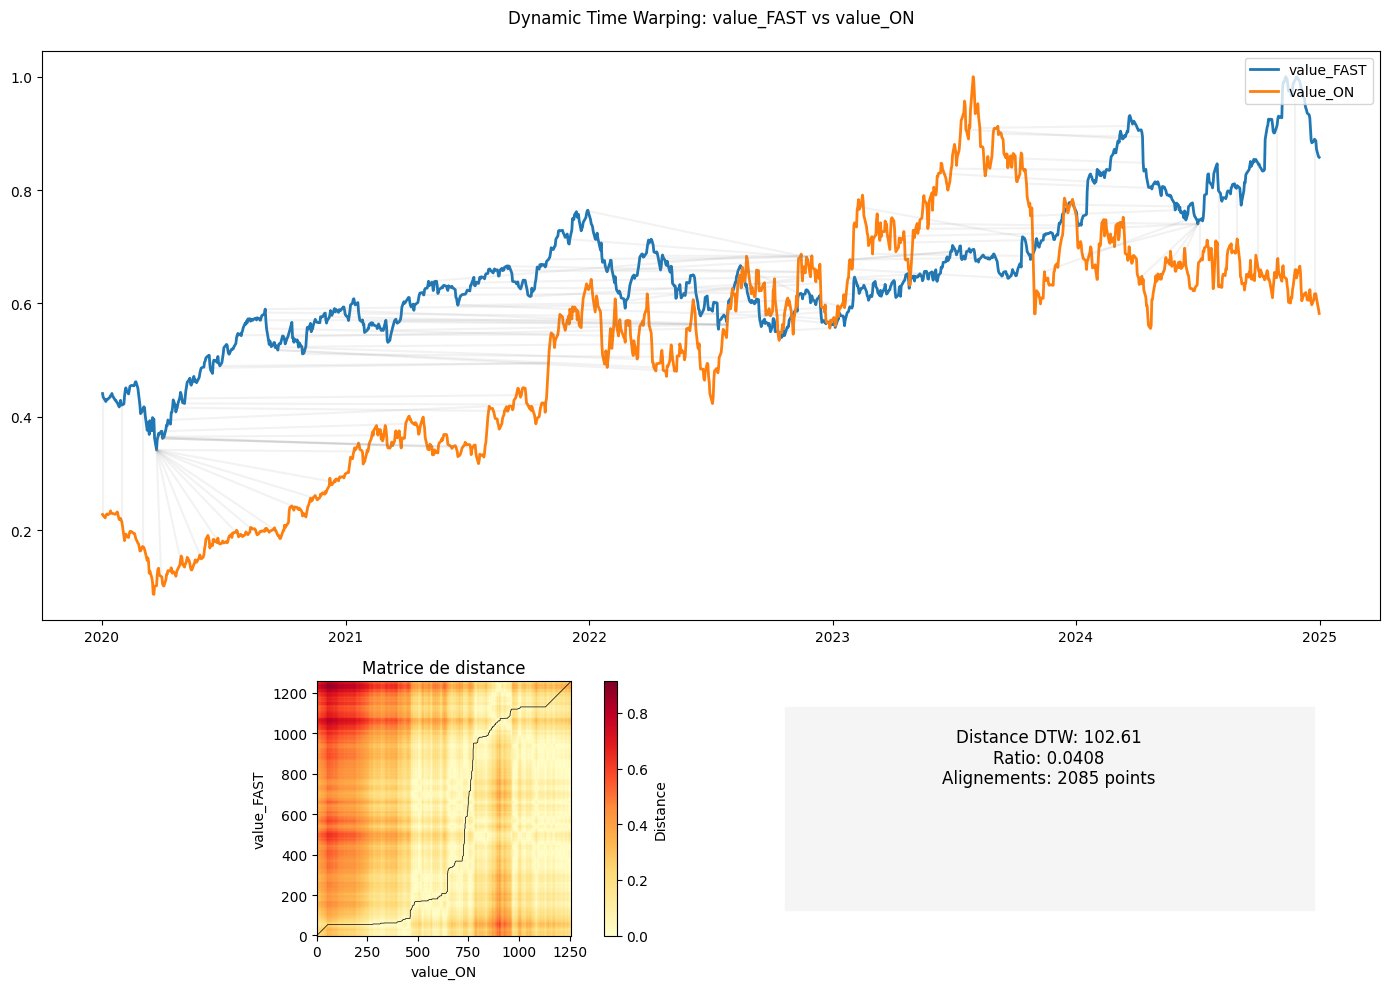 Dynamic Time Warping: value_FAST vs value_ON
value_FAST
value_ON
1.0
0.8
0.6
0.4
0.2
2020 2021 2022 2023 2024 2025
Matrice de distance
value_FAST
1200
1000
800
600
400
200
0
0 250 500 750 1000 1250
value_ON
0.8
0.6
0.4
0.2
0.0
Distance
Distance DTW: 102.61
Ratio: 0.0408
Alignements: 2085 points